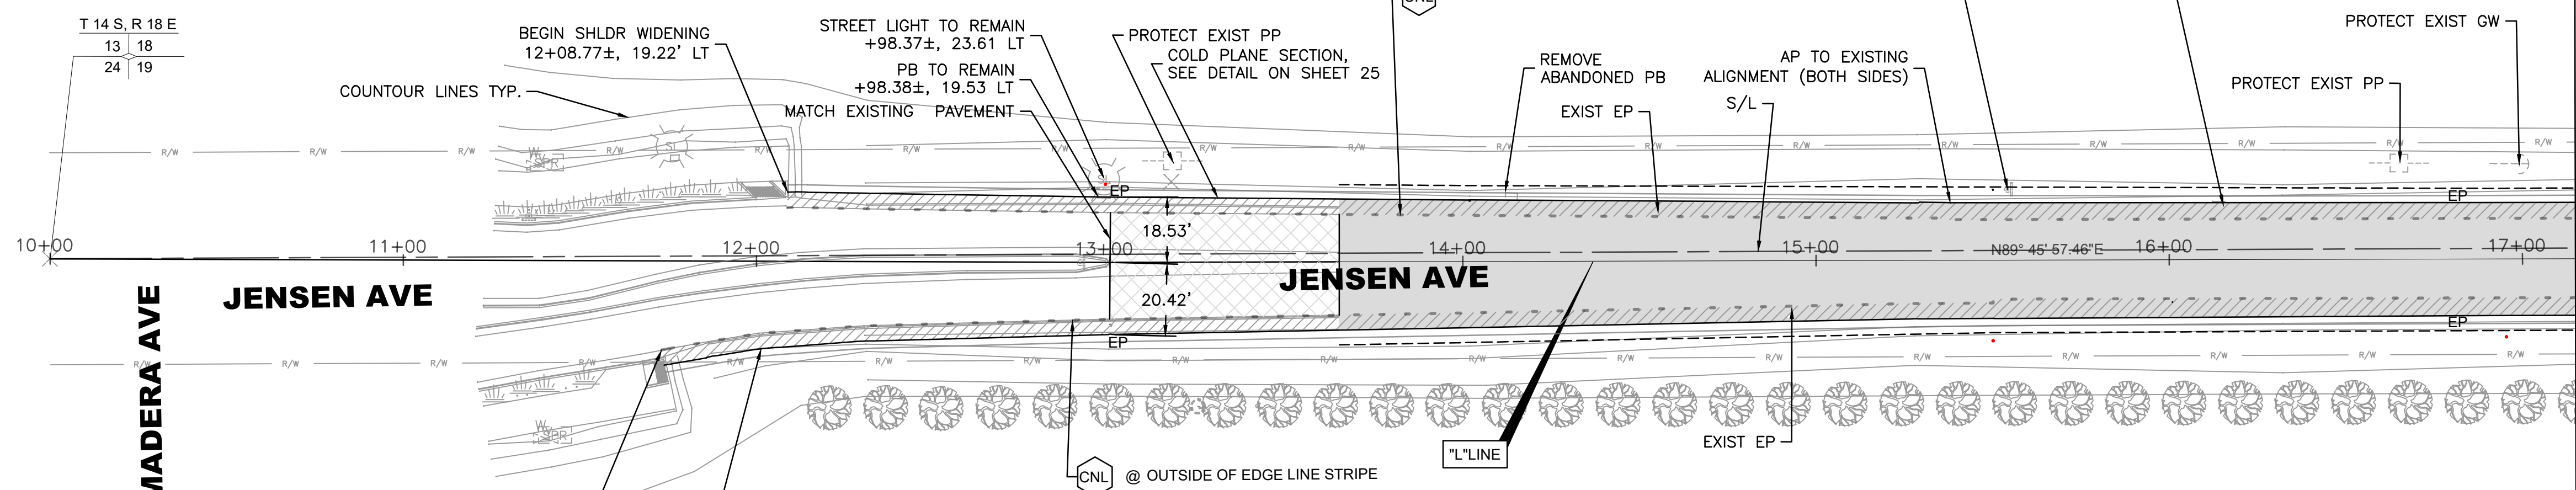 T 14 S, R 18 E
13 18
24 19
COUNTOUR LINES TYP.
BEGIN SHLDR WIDENING
12+08.77±, 19.22' LT
STREET LIGHT TO REMAIN
+98.37±, 23.61 LT
PB TO REMAIN
+98.38±, 19.53 LT
MATCH EXISTING PAVEMENT
PROTECT EXIST PP
COLD PLANE SECTION,
SEE DETAIL ON SHEET 25
CNL
REMOVE
ABANDONED PB
EXIST EP
AP TO EXISTING
ALIGNMENT (BOTH SIDES)
S/L
PROTECT EXIST GW
PROTECT EXIST PP
R/W R/W R/W R/W R/W R/W R/W R/W R/W R/W R/W R/W R/W R/W R/W R/W R/W
W
SPR
SL
SL
EP
EP
18.53'
10+00 11+00 12+00 13+00 14+00 15+00 N89° 45' 57.46"E 16+00 17+00
JENSEN AVE
JENSEN AVE
20.42'
EP
EP
MADERA AVE
R/W R/W R/W R/W R/W R/W R/W R/W R/W R/W R/W R/W R/W R/W R/W R/W R/W
W
SPR
"L"LINE
EXIST EP
CNL @ OUTSIDE OF EDGE LINE STRIPE